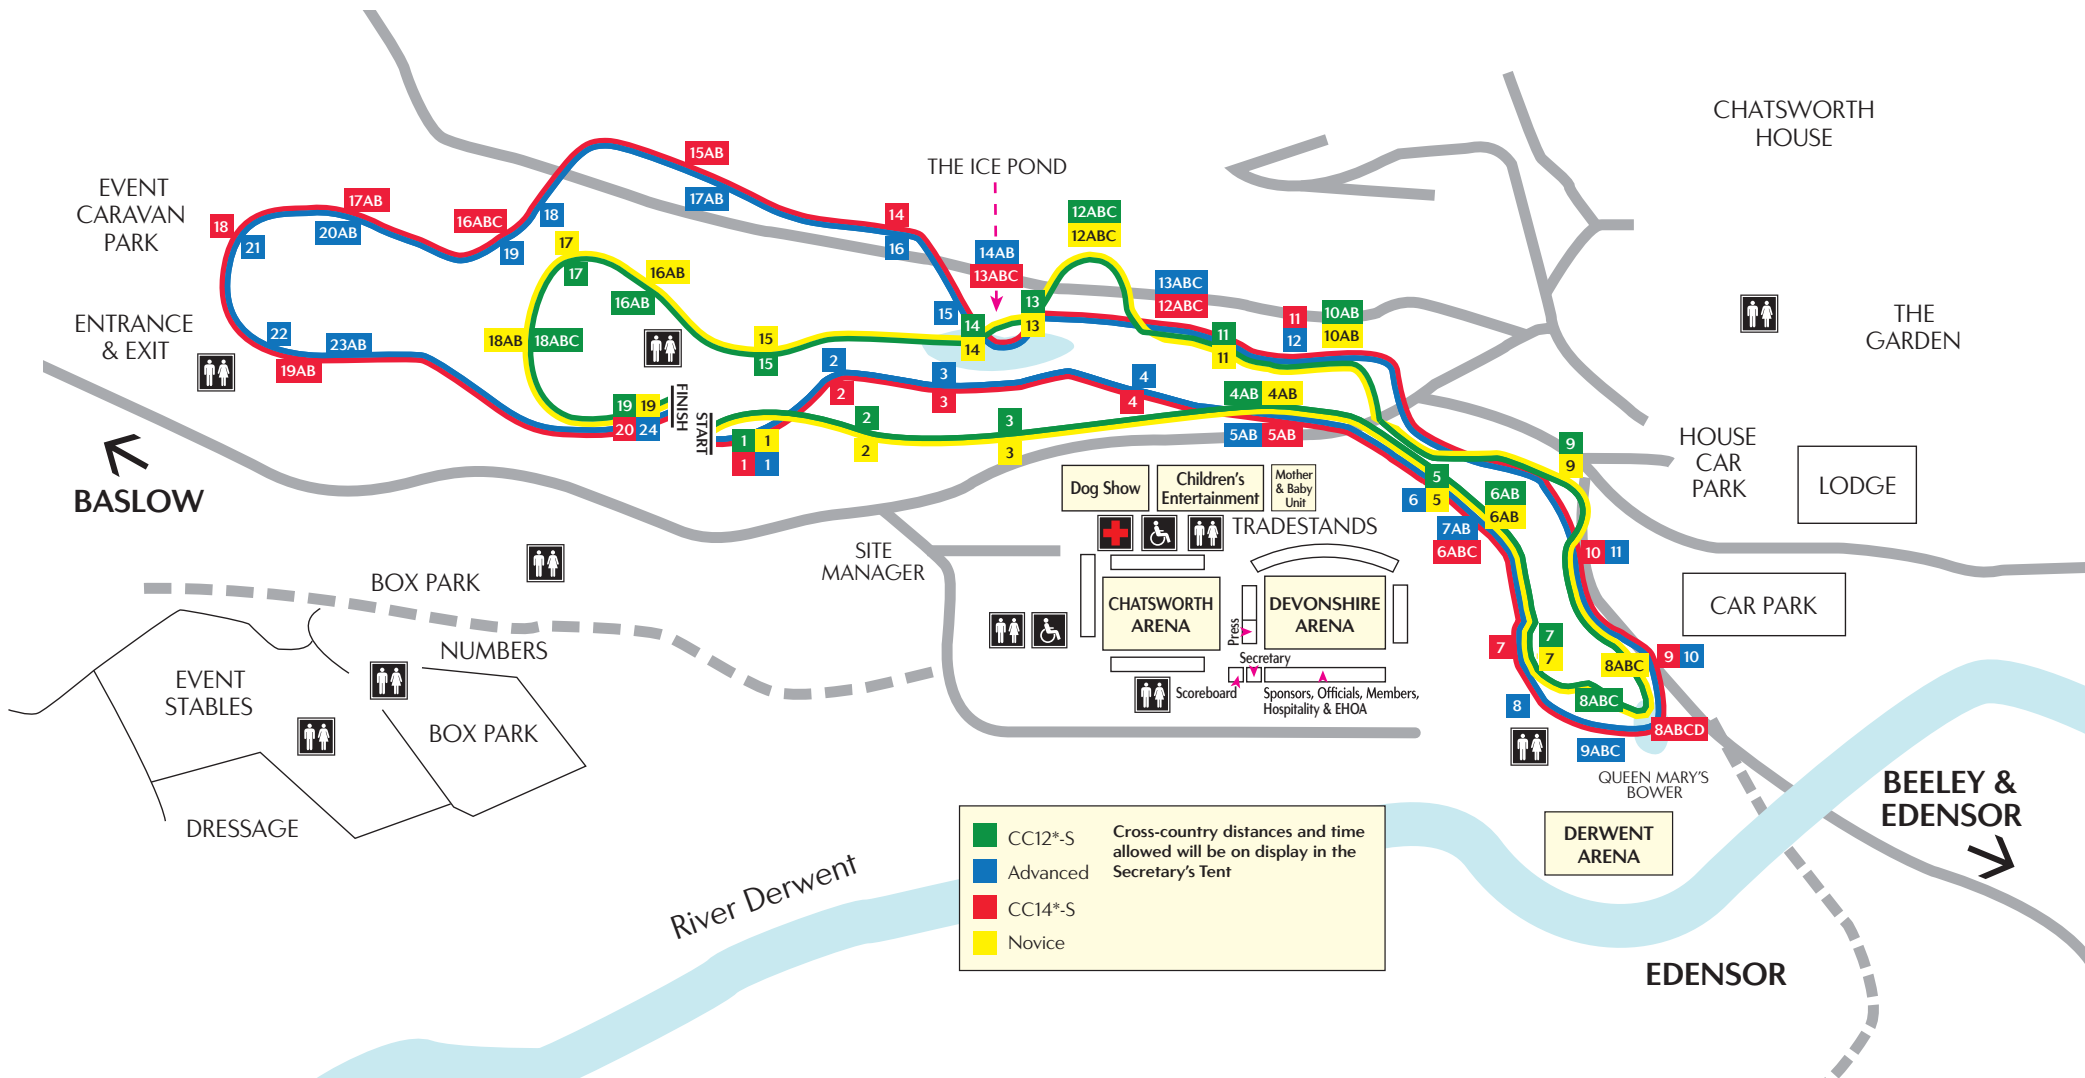 CHATSWORTH
HOUSE
15AB
THE ICE POND
EVENT
CARAVAN
PARK
17AB
17AB
18
16ABC
18
14
12ABC
20AB
12ABC
21
19
17
16
14AB
17
16AB
13ABC
13ABC
16AB
12ABC
13
11
10AB
ENTRANCE
& EXIT
THE
GARDEN
15
14
13
12
10AB
22
23AB
18AB
18ABC
15
14
11
11
19AB
15
2
3
4
2
3
4
4AB
4AB
FINISH
START
19
19
20
24
1
1
1
1
2
2
3
3
5AB
5AB
9
9
HOUSE
CAR
PARK
LODGE
BASLOW
Dog Show
Children's
Entertainment
Mother
& Baby
Unit
5
6
5
6AB
6AB
7AB
6ABC
TRADESTANDS
SITE
MANAGER
10
11
BOX PARK
CHATSWORTH
ARENA
DEVONSHIRE
ARENA
CAR PARK
Press
NUMBERS
7
7
7
8ABC
9
10
Secretary
EVENT
STABLES
Scoreboard
Sponsors, Officials, Members,
Hospitality & EHOA
8
8ABC
8ABCD
BOX PARK
9ABC
QUEEN MARY'S
BOWER
BEELEY &
EDENSOR
DRESSAGE
DERWENT
ARENA
River Derwent
CC12*-S
Advanced
CC14*-S
Novice
Cross-country distances and time
allowed will be on display in the
Secretary's Tent
EDENSOR